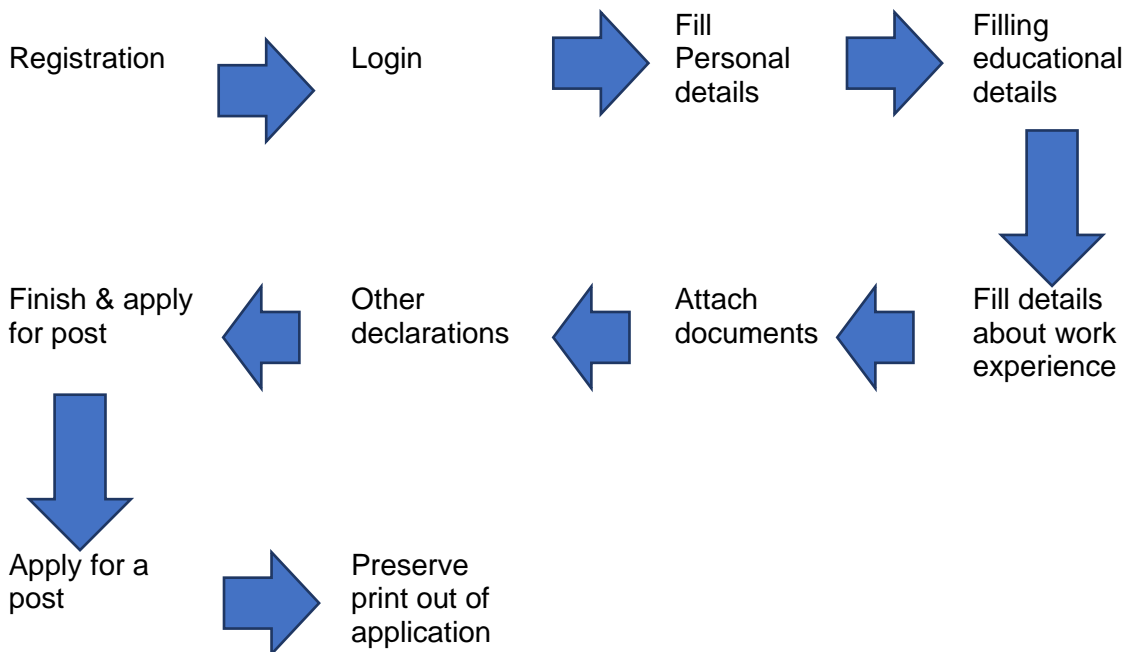 Registration
Login
Fill
Personal
details
Filling
educational
details
Fill details
about work
experience
Attach
documents
Other
declarations
Finish & apply
for post
Apply for a
post
Preserve
print out of
application